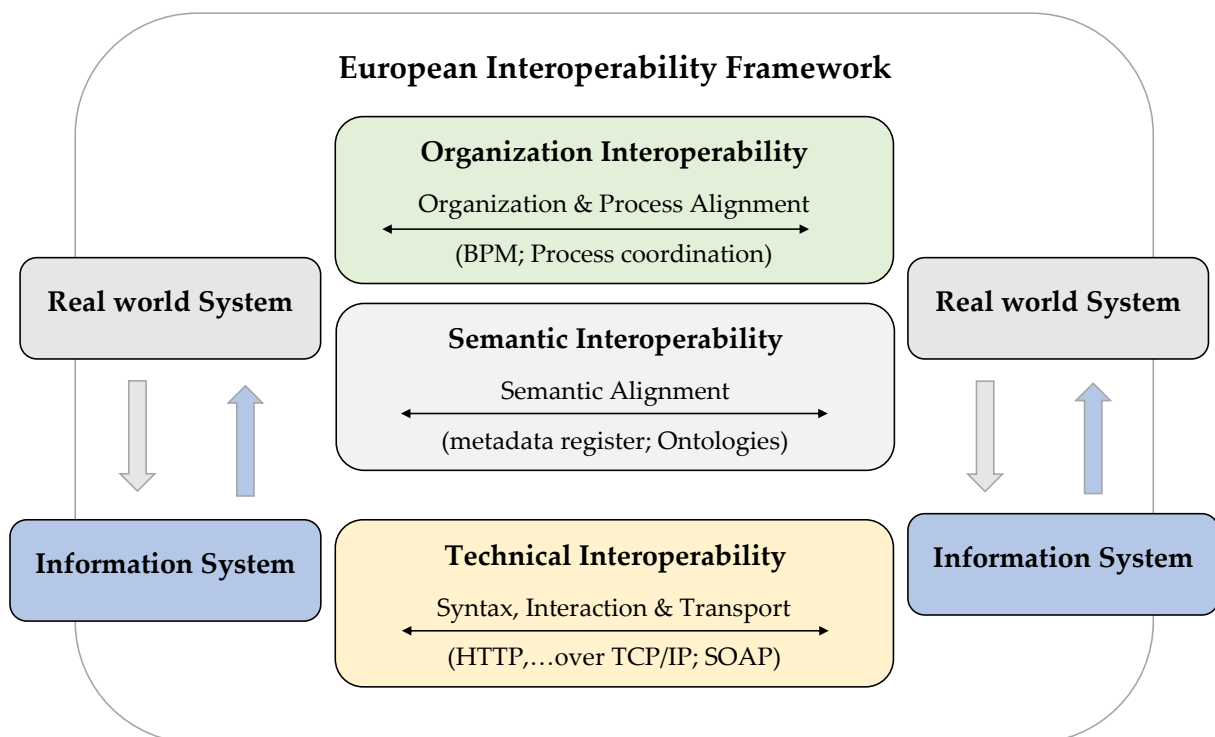 European Interoperability Framework
Organization Interoperability
Organization & Process Alignment
(BPM; Process coordination)
Real world System
Real world System
Semantic Interoperability
Semantic Alignment
(metadata register; Ontologies)
Information System
Information System
Technical Interoperability
Syntax, Interaction & Transport
(HTTP,…over TCP/IP; SOAP)